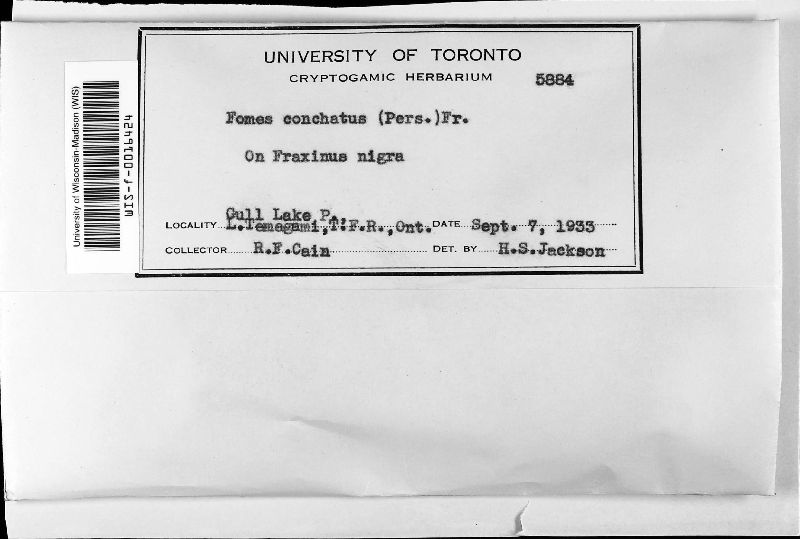 UNIVERSITY OF TORONTO
CRYPTOGAMIC HERBARIUM 5884
Fomes conchatus (Pers.)Fr.
On Fraxinus nigra
Gull Lake P.,
LOCALITY L.Temagami,T.F.R.,Ont. DATE Sept. 7, 1933
COLLECTOR R.F.Cain DET. BY H.S.Jackson
University of Wisconsin-Madison (WIS)
WIS-f-0016424